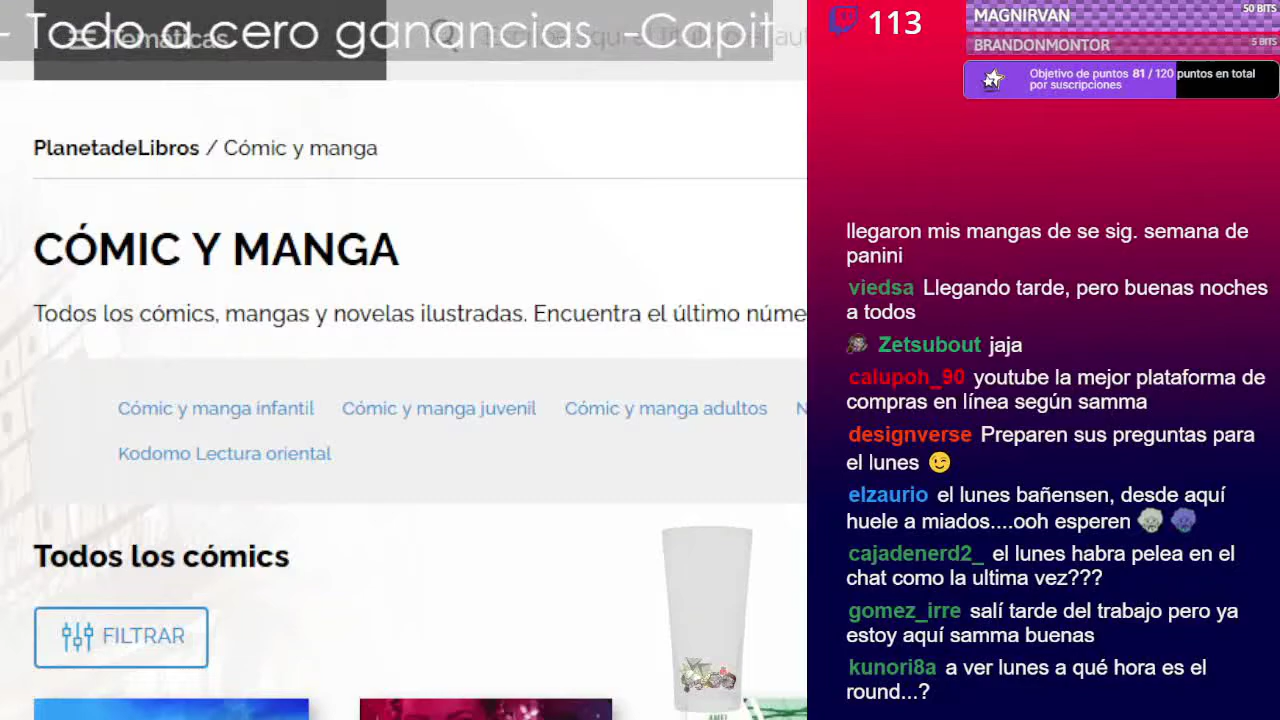 - Todo a cero ganancias -Capit
Temáticas
PlanetadeLibros / Cómic y manga
CÓMIC Y MANGA
Todos los cómics, mangas y novelas ilustradas. Encuentra el último núme
Cómic y manga infantil Cómic y manga juvenil Cómic y manga adultos N
Kodomo Lectura oriental
Todos los cómics
FILTRAR
113
MAGNIRVAN 50 BITS
BRANDONMONTOR 5 BITS
Objetivo de puntos 81 / 120 puntos en total
por suscripciones
llegaron mis mangas de se sig. semana de
panini
viedsa Llegando tarde, pero buenas noches
a todos
Zetsubout jaja
calupoh_90 youtube la mejor plataforma de
compras en línea según samma
designverse Preparen sus preguntas para
el lunes 😉
elzaurio el lunes bañensen, desde aquí
huele a miados....ooh esperen
cajadenerd2_ el lunes habra pelea en el
chat como la ultima vez???
gomez_irre salí tarde del trabajo pero ya
estoy aquí samma buenas
kunori8a a ver lunes a qué hora es el
round...?